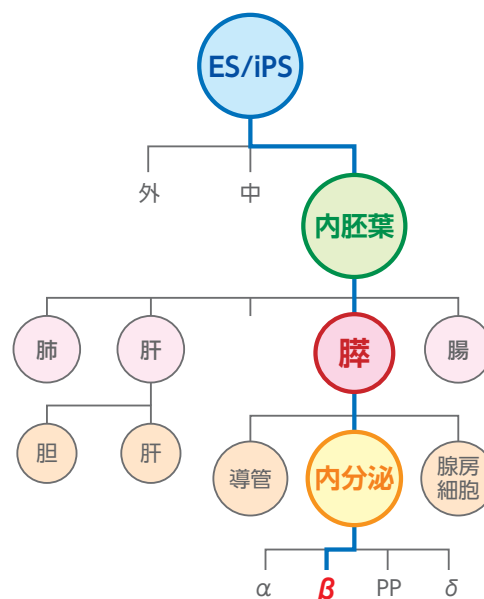 ES/iPS
外
中
内胚葉
肺
肝
膵
腸
胆
肝
導管
内分泌
腺房
細胞
α
β
PP
δ